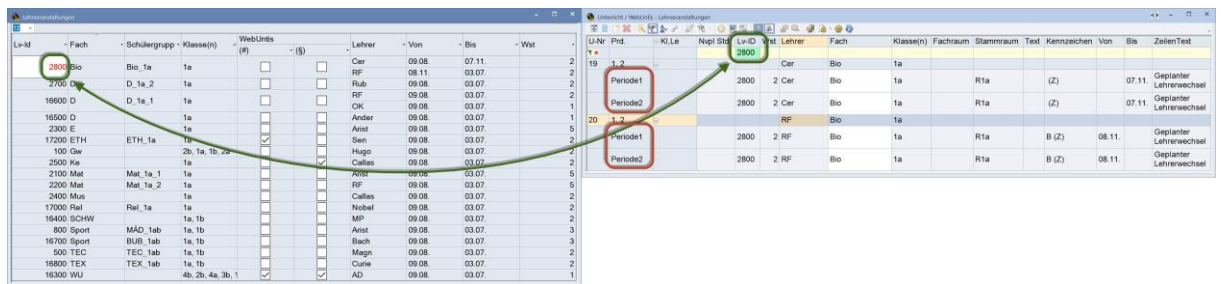 Lehrveranstaltungen
Lv-Id Fach Schülergrupp Klasse(n) WebUntis Lehrer Von Bis Wst
(#) (§)
2800 Bio Bio_1a 1a Cer 09.08. 07.11. 2
RF 08.11. 03.07. 2
2700 D D_1a_2 1a Rub 09.08. 03.07. 2
16600 D D_1a_1 1a RF 09.08. 03.07. 2
OK 09.08. 03.07. 1
16500 D 1a Ander 09.08. 03.07. 1
2300 E 1a Arist 09.08. 03.07. 5
17200 ETH ETH_1a 1a Sen 09.08. 03.07. 2
100 Gw 2b, 1a, 1b, 2a Hugo 09.08. 03.07. 2
2500 Ke 1a Callas 09.08. 03.07. 2
2100 Mat Mat_1a_1 1a Arist 09.08. 03.07. 5
2200 Mat Mat_1a_2 1a RF 09.08. 03.07. 5
2400 Mus 1a Callas 09.08. 03.07. 2
17000 Rel Rel_1a 1a Nobel 09.08. 03.07. 2
16400 SCHW 1a, 1b MP 09.08. 03.07. 2
800 Sport MÄD_1ab 1a, 1b Arist 09.08. 03.07. 3
16700 Sport BUB_1ab 1a, 1b Bach 09.08. 03.07. 3
500 TEC TEC_1ab 1a, 1b Magn 09.08. 03.07. 2
16800 TEX TEX_1ab 1a, 1b Curie 09.08. 03.07. 2
16300 WU 4b, 2b, 4a, 3b, 1 AD 09.08. 03.07. 1
Unterricht / WebUntis - Lehrveranstaltungen
U-Nr Prd. Kl,Le Nvpl Std Lv-ID Wst Lehrer Fach Klasse(n) Fachraum Stammraum Text Kennzeichen Von Bis ZeilenText
2800
19 1, 2 Cer Bio 1a
Periode1 2800 2 Cer Bio 1a R1a (Z) 07.11. Geplanter Lehrerwechsel
Periode2 2800 2 Cer Bio 1a R1a (Z) 07.11. Geplanter Lehrerwechsel
20 1, 2 RF Bio 1a
Periode1 2800 2 RF Bio 1a R1a B (Z) 08.11. Geplanter Lehrerwechsel
Periode2 2800 2 RF Bio 1a R1a B (Z) 08.11. Geplanter Lehrerwechsel